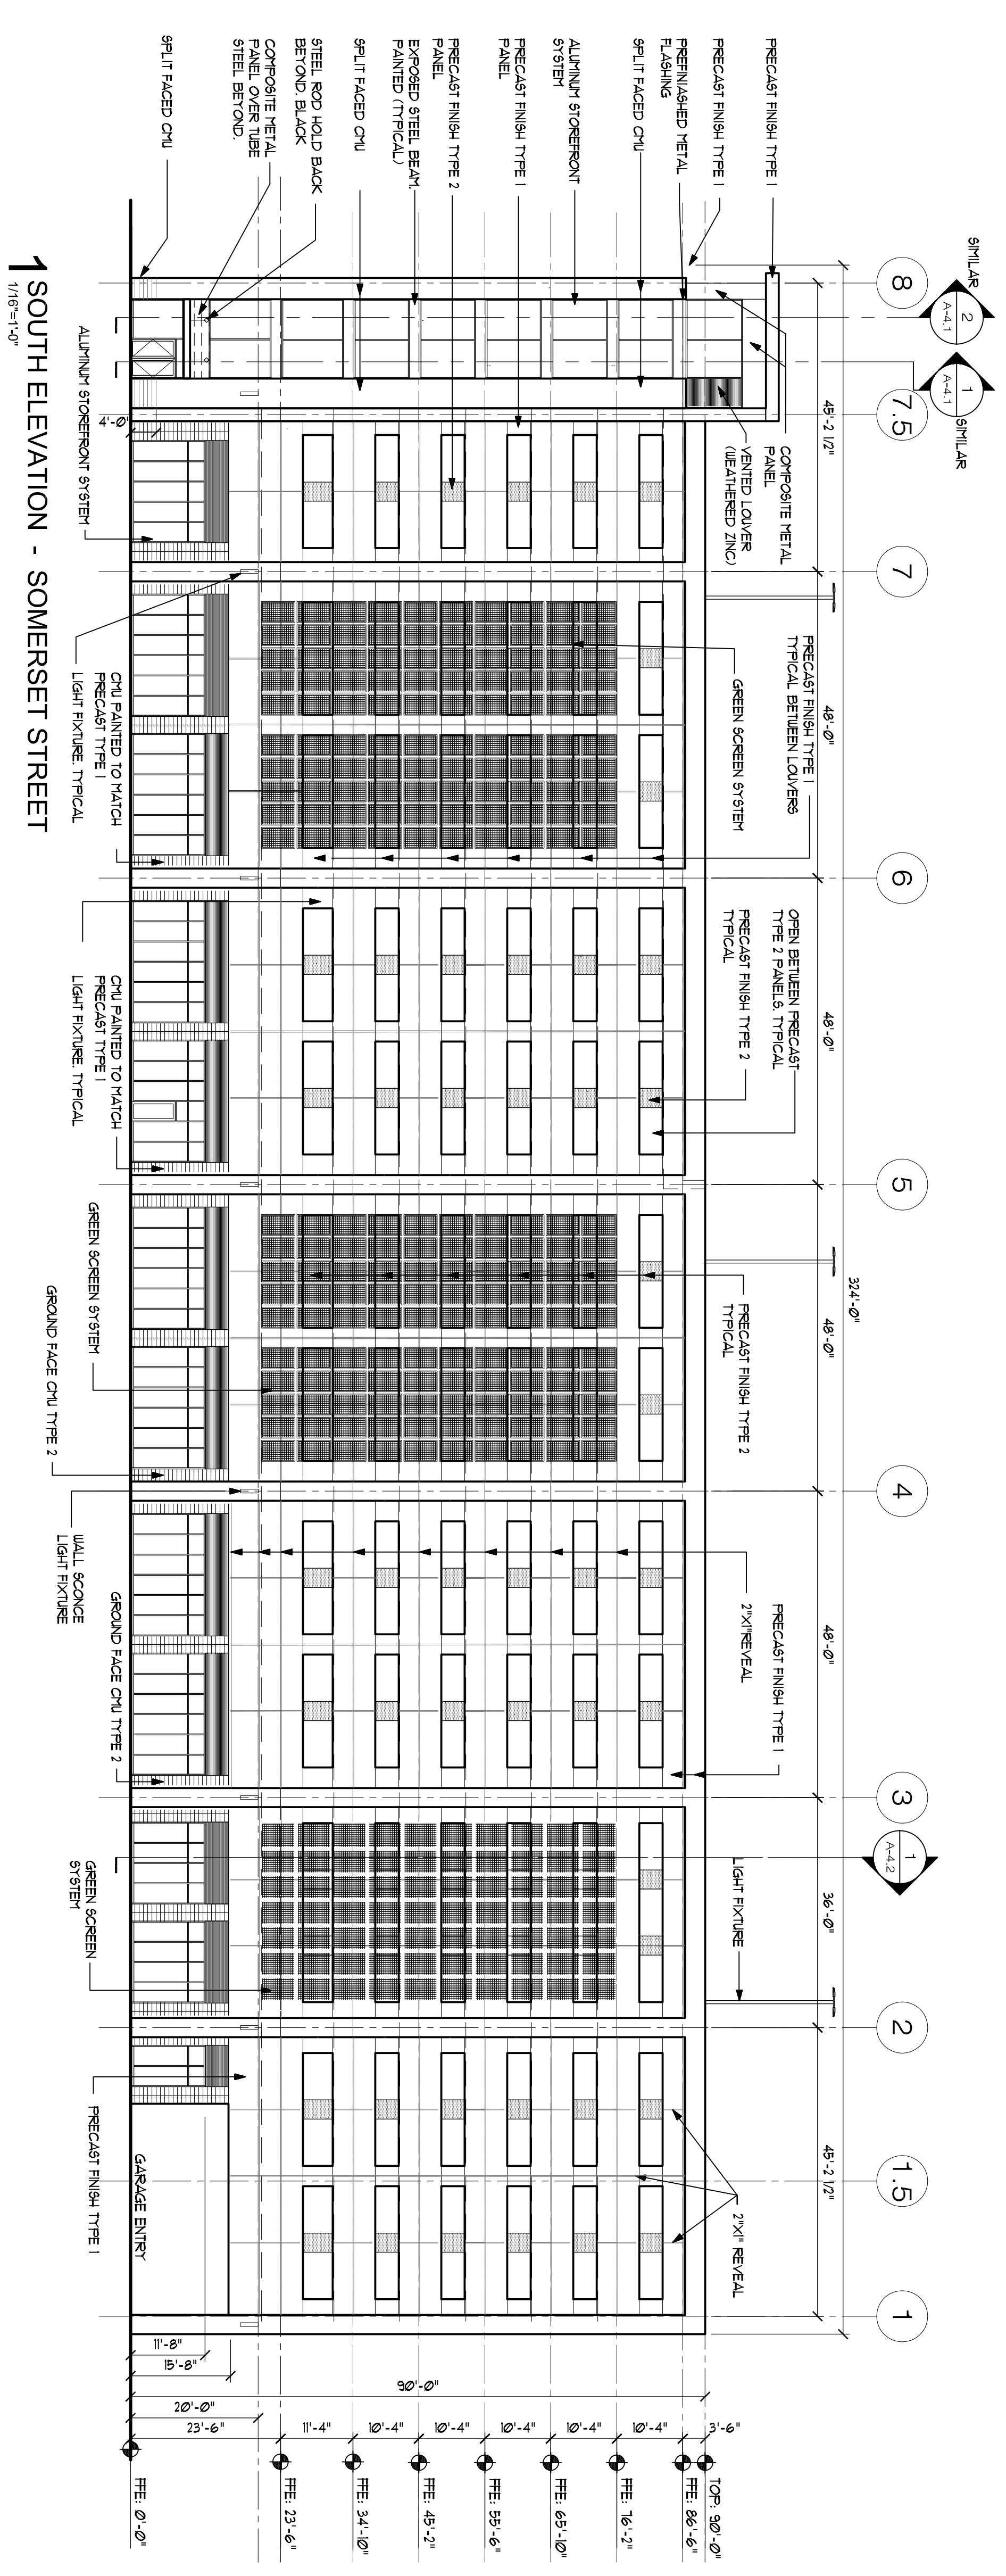 SIMILAR
2
A-4.1
1
A-4.1
SIMILAR
1
A-4.2
8
7.5
7
6
5
4
3
2
1.5
1
324'-0"
45'-2 1/2"
48'-0"
48'-0"
48'-0"
48'-0"
36'-0"
45'-2 1/2"
PRECAST FINISH TYPE 1
PRECAST FINISH TYPE 1
PREFINIASHED METAL
FLASHING
SPLIT FACED CMU
ALUMINUM STOREFRONT
SYSTEM
PRECAST FINISH TYPE 1
PANEL
PRECAST FINISH TYPE 2
PANEL
EXPOSED STEEL BEAM.
PAINTED (TYPICAL)
SPLIT FACED CMU
STEEL ROD HOLD BACK
BEYOND. BLACK
COMPOSITE METAL
PANEL OVER TUBE
STEEL BEYOND.
SPLIT FACED CMU
COMPOSITE METAL
PANEL
VENTED LOUVER
(WEATHERED ZINC)
PRECAST FINISH TYPE 1
TYPICAL BETWEEN LOUVERS
GREEN SCREEN SYSTEM
OPEN BETWEEN PRECAST
TYPE 2 PANELS. TYPICAL
PRECAST FINISH TYPE 2
TYPICAL
PRECAST FINISH TYPE 2
TYPICAL
PRECAST FINISH TYPE 1
2"X1"REVEAL
LIGHT FIXTURE
2"X1" REVEAL
4'-0"
ALUMINUM STOREFRONT SYSTEM
CMU PAINTED TO MATCH
PRECAST TYPE 1
LIGHT FIXTURE. TYPICAL
CMU PAINTED TO MATCH
PRECAST TYPE 1
LIGHT FIXTURE. TYPICAL
GREEN SCREEN SYSTEM
GROUND FACE CMU TYPE 2
WALL SCONCE
LIGHT FIXTURE
GROUND FACE CMU TYPE 2
GREEN SCREEN
SYSTEM
PRECAST FINISH TYPE 1
GARAGE ENTRY
11'-8"
15'-8"
90'-0"
20'-0"
23'-6"
11'-4"
10'-4"
10'-4"
10'-4"
10'-4"
10'-4"
3'-6"
TOP: 90'-0"
FFE: 86'-6"
FFE: 76'-2"
FFE: 65'-10"
FFE: 55'-6"
FFE: 45'-2"
FFE: 34'-10"
FFE: 23'-6"
FFE: 0'-0"
1 SOUTH ELEVATION - SOMERSET STREET
1/16"=1'-0"